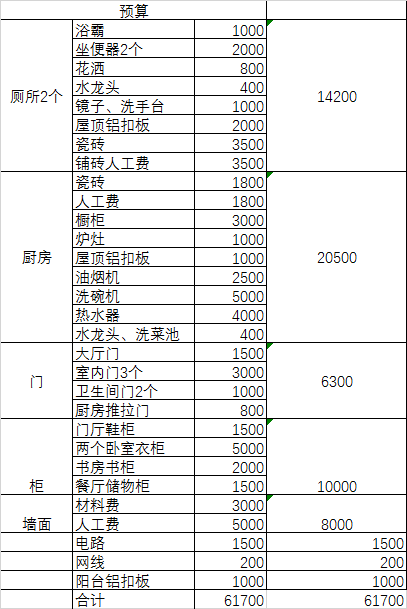 预算
厕所2个 浴霸 1000 14200
坐便器2个 2000
花洒 800
水龙头 400
镜子、洗手台 1000
屋顶铝扣板 2000
瓷砖 3500
铺砖人工费 3500
厨房 瓷砖 1800 20500
人工费 1800
橱柜 3000
炉灶 1000
屋顶铝扣板 1000
油烟机 2500
洗碗机 5000
热水器 4000
水龙头、洗菜池 400
门 大厅门 1500 6300
室内门3个 3000
卫生间门2个 1000
厨房推拉门 800
柜 门厅鞋柜 1500 10000
两个卧室衣柜 5000
书房书柜 2000
餐厅储物柜 1500
墙面 材料费 3000 8000
人工费 5000
电路 1500 1500
网线 200 200
阳台铝扣板 1000 1000
合计 61700 61700